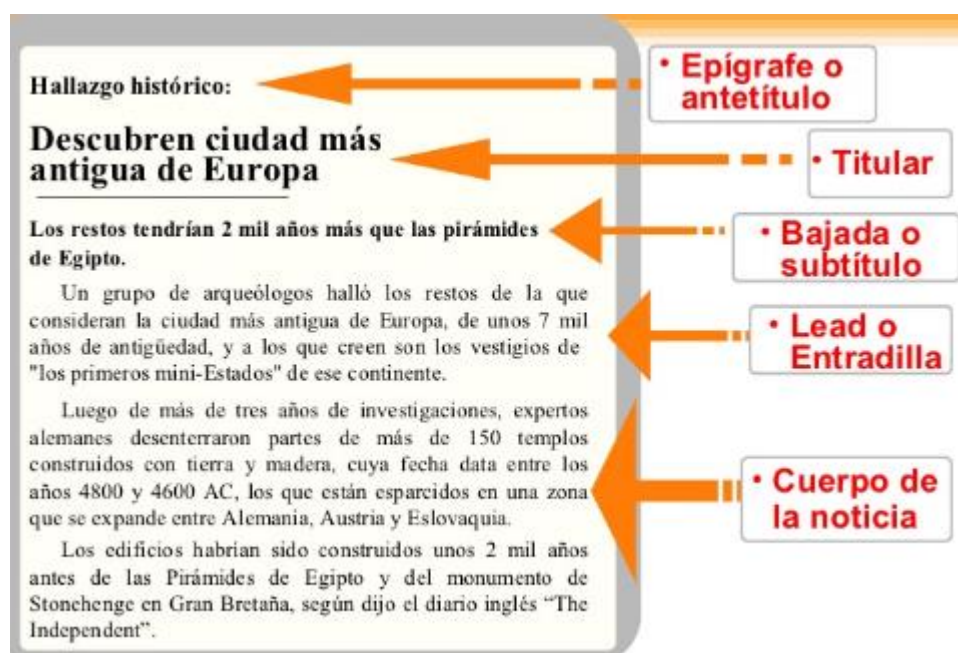 Hallazgo histórico:
Descubren ciudad más
antigua de Europa
Los restos tendrían 2 mil años más que las pirámides
de Egipto.
Un grupo de arqueólogos halló los restos de la que
consideran la ciudad más antigua de Europa, de unos 7 mil
años de antigüedad, y a los que creen son los vestigios de
"los primeros mini-Estados" de ese continente.
Luego de más de tres años de investigaciones, expertos
alemanes desenterraron partes de más de 150 templos
construidos con tierra y madera, cuya fecha data entre los
años 4800 y 4600 AC, los que están esparcidos en una zona
que se expande entre Alemania, Austria y Eslovaquia.
Los edificios habrían sido construidos unos 2 mil años
antes de las Pirámides de Egipto y del monumento de
Stonehenge en Gran Bretaña, según dijo el diario inglés “The
Independent”.
• Epígrafe o
antetítulo
• Titular
• Bajada o
subtítulo
• Lead o
Entradilla
• Cuerpo de
la noticia